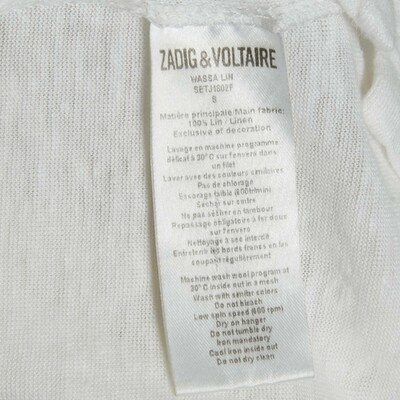 ZADIG & VOLTAIRE
WASSA LIN
SETJ1002F
S
Matière principale Main fabric:
100% Lin / Linen
Exclusive of decoration
Lavage en machine programme
délicat à 30°C sur l'envers dans
un filet
Laver avec des couleurs similaires
Pas de chlorage
Essorage faible (600tr/min)
Sécher sur cintre
Ne pas sécher en tambour
Repassage obligatoire à fer doux
sur l'envers
Nettoyage à sec interdit
Entretenir les bords francs en les
coupant régulièrement
Machine wash wool program at
30°C inside out in a mesh
Wash with similar colors
Do not bleach
Low spin speed (600 rpm)
Dry on hanger
Do not tumble dry
Iron mandatory
Cool iron inside out
Do not dry clean